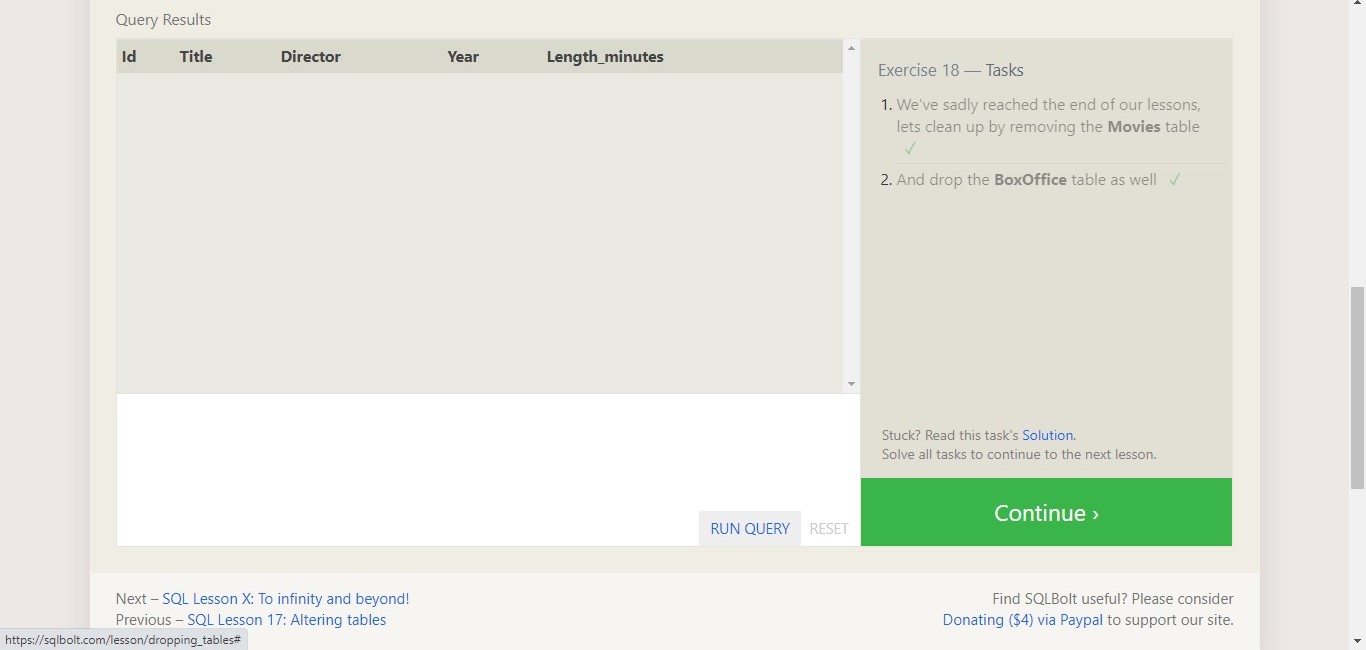 Query Results
Id Title Director Year Length_minutes
Exercise 18 — Tasks
1. We've sadly reached the end of our lessons,
lets clean up by removing the Movies table
✓
2. And drop the BoxOffice table as well ✓
Stuck? Read this task's Solution.
Solve all tasks to continue to the next lesson.
RUN QUERY RESET
Continue ›
Next – SQL Lesson X: To infinity and beyond!
Previous – SQL Lesson 17: Altering tables
Find SQLBolt useful? Please consider
Donating ($4) via Paypal to support our site.
https://sqlbolt.com/lesson/dropping_tables#